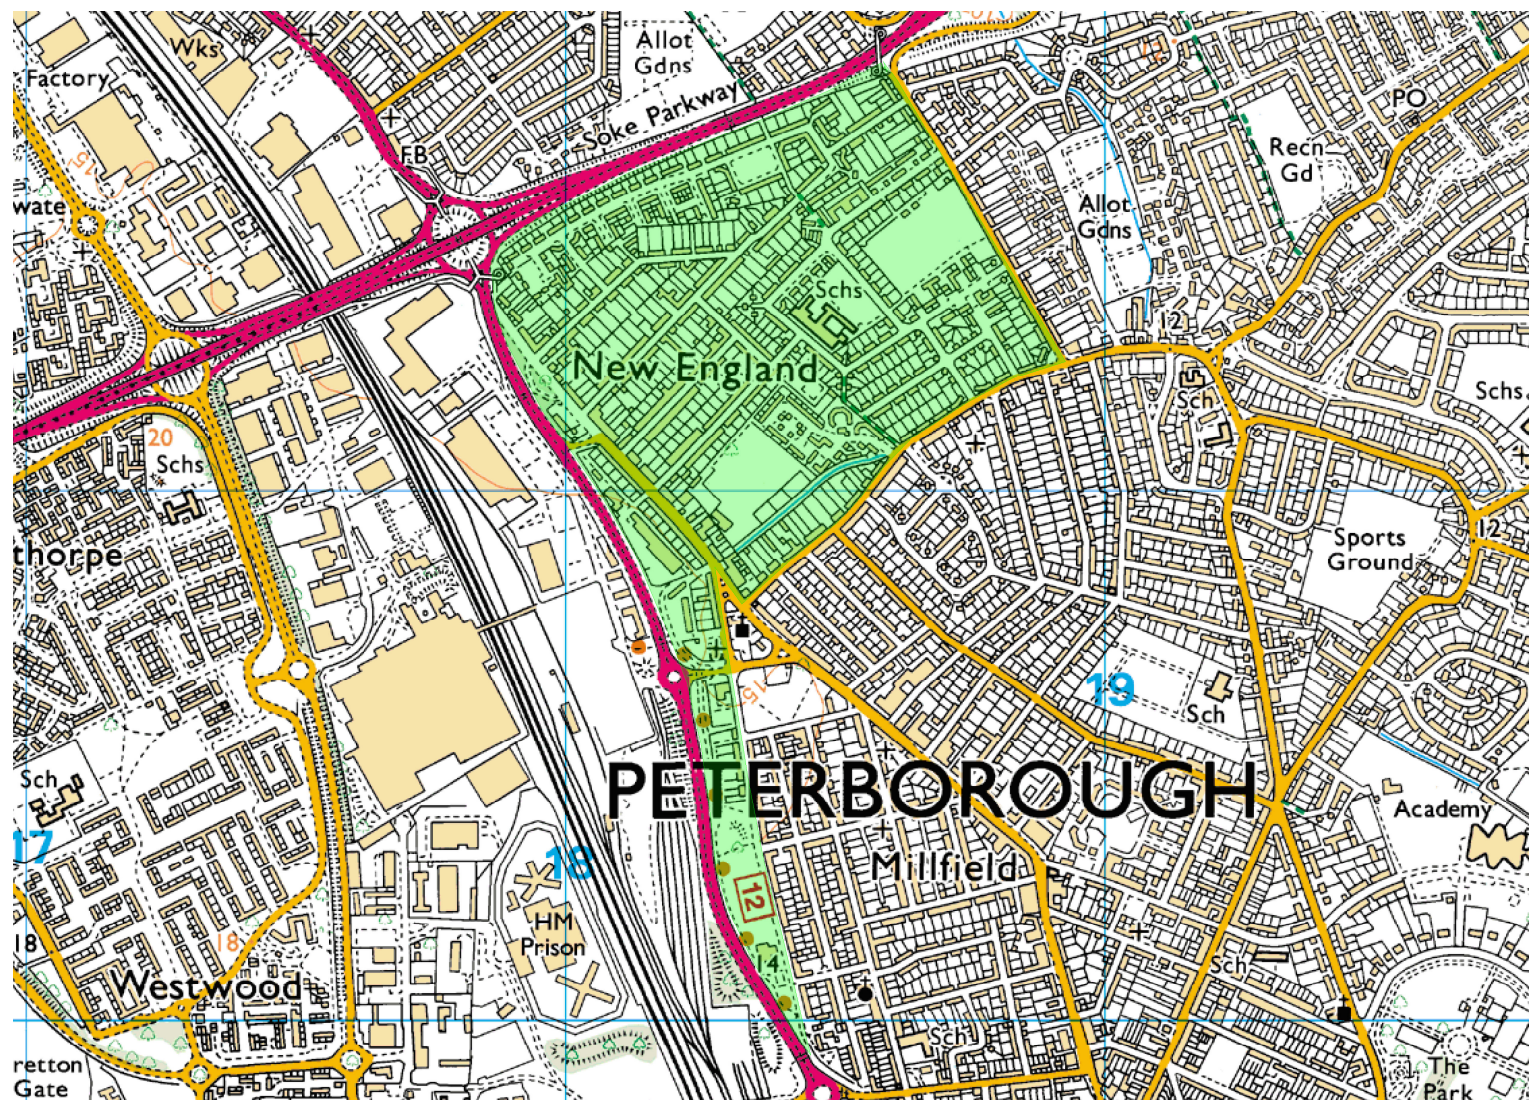 Wks
Factory
Allot
Gdns
Soke Parkway
FB
15
wate
PO
Recn
Gd
Allot
Gdns
12
Schs
New England
Sch
Schs
20
Schs
thorpe
Sports
Ground
12
19
15
Sch
PETERBOROUGH
Sch
Academy
17
18
Millfield
12
HM
Prison
18
18
14
Sch
Westwood
Sch
retton
Gate
The
Park